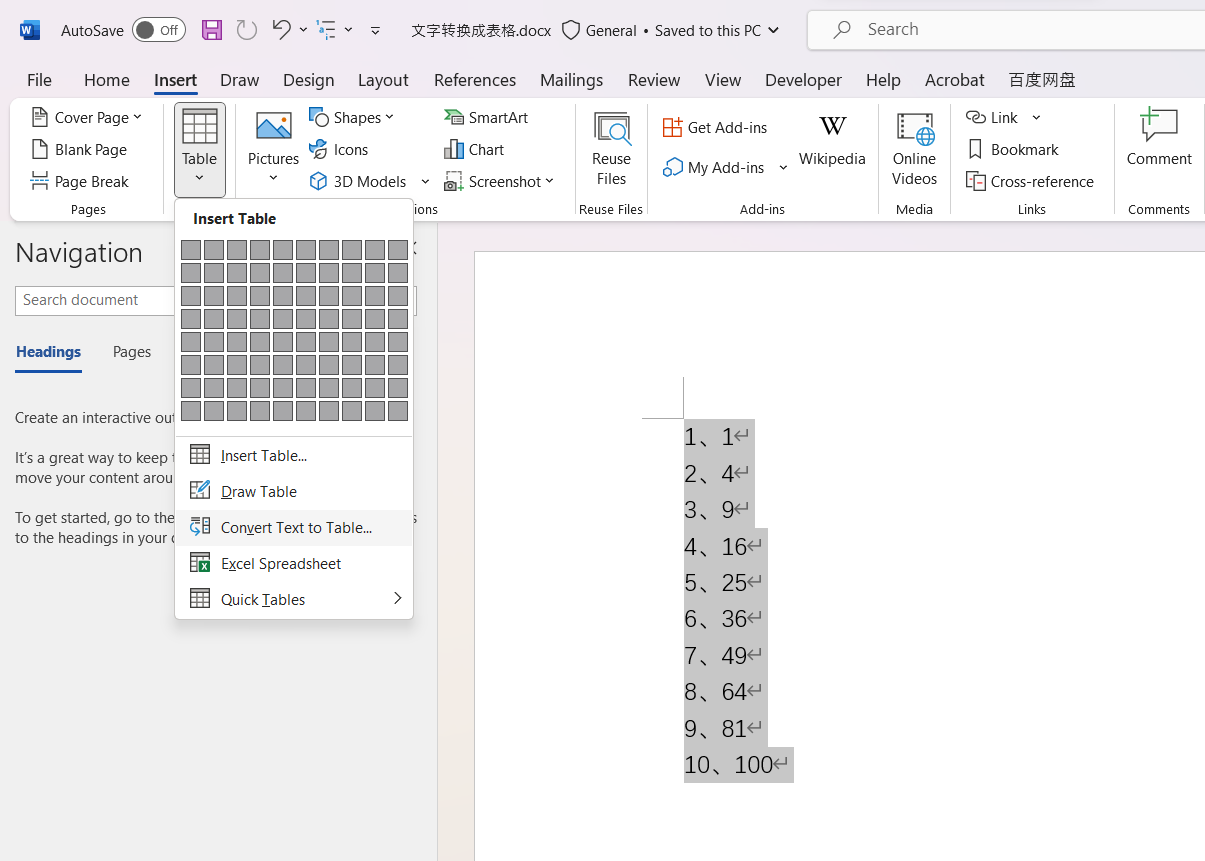 AutoSave Off 文字转换成表格.docx General • Saved to this PC Search
File Home Insert Draw Design Layout References Mailings Review View Developer Help Acrobat 百度网盘
Cover Page
Blank Page
Page Break
Pages
Table
Pictures
Shapes
Icons
3D Models
SmartArt
Chart
Screenshot
ions
Reuse
Files
Reuse Files
Get Add-ins
My Add-ins
W
Wikipedia
Add-ins
Online
Videos
Media
Link
Bookmark
Cross-reference
Links
Comment
Comments
Navigation
Search document
Headings Pages
Create an interactive out
It's a great way to keep t
move your content arou
To get started, go to the
s
to the headings in your d
Insert Table
Insert Table...
Draw Table
Convert Text to Table...
Excel Spreadsheet
Quick Tables
1、1
2、4
3、9
4、16
5、25
6、36
7、49
8、64
9、81
10、100